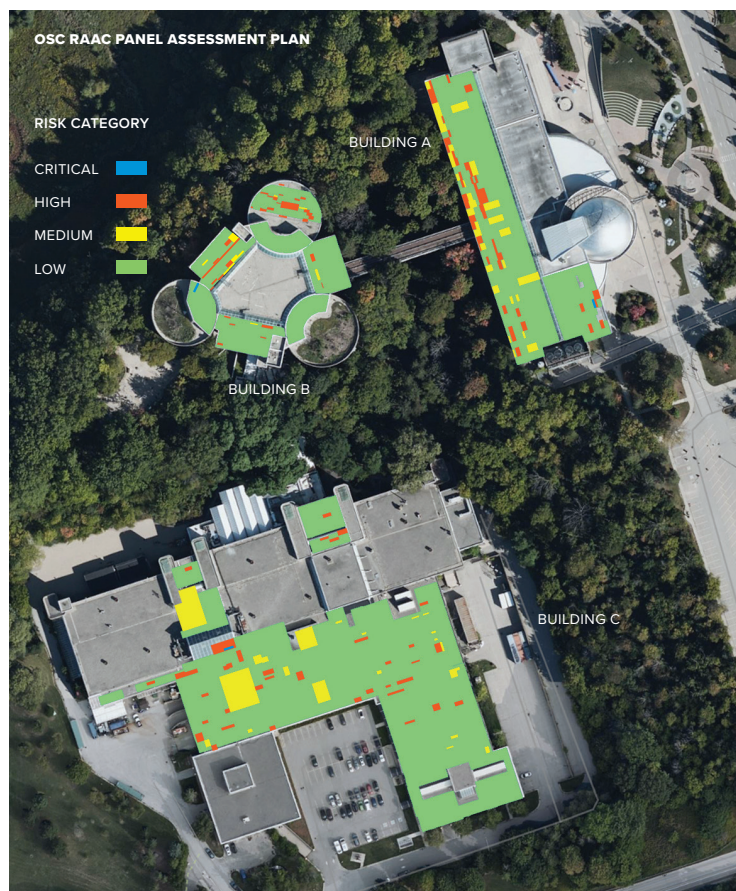 OSC RAAC PANEL ASSESSMENT PLAN
RISK CATEGORY
CRITICAL
HIGH
MEDIUM
LOW
BUILDING A
BUILDING B
BUILDING C